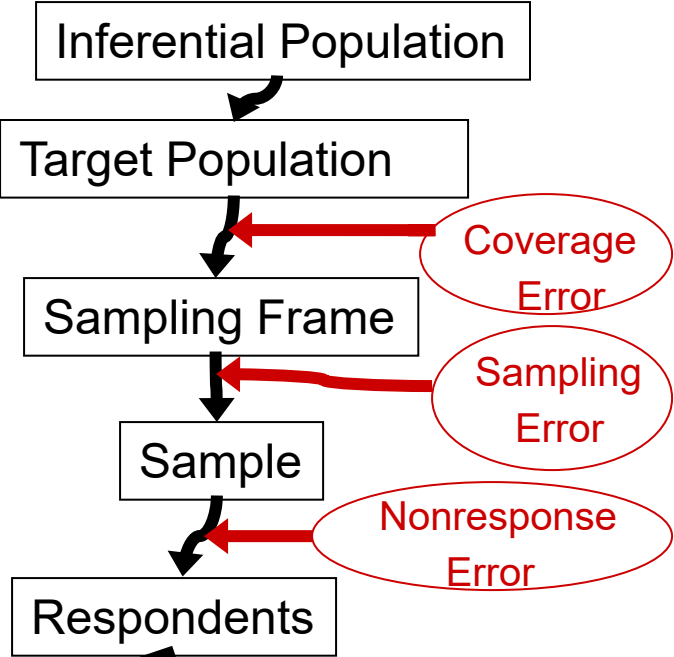 Inferential Population
Target Population
Coverage
Error
Sampling Frame
Sampling
Error
Sample
Nonresponse
Error
Respondents